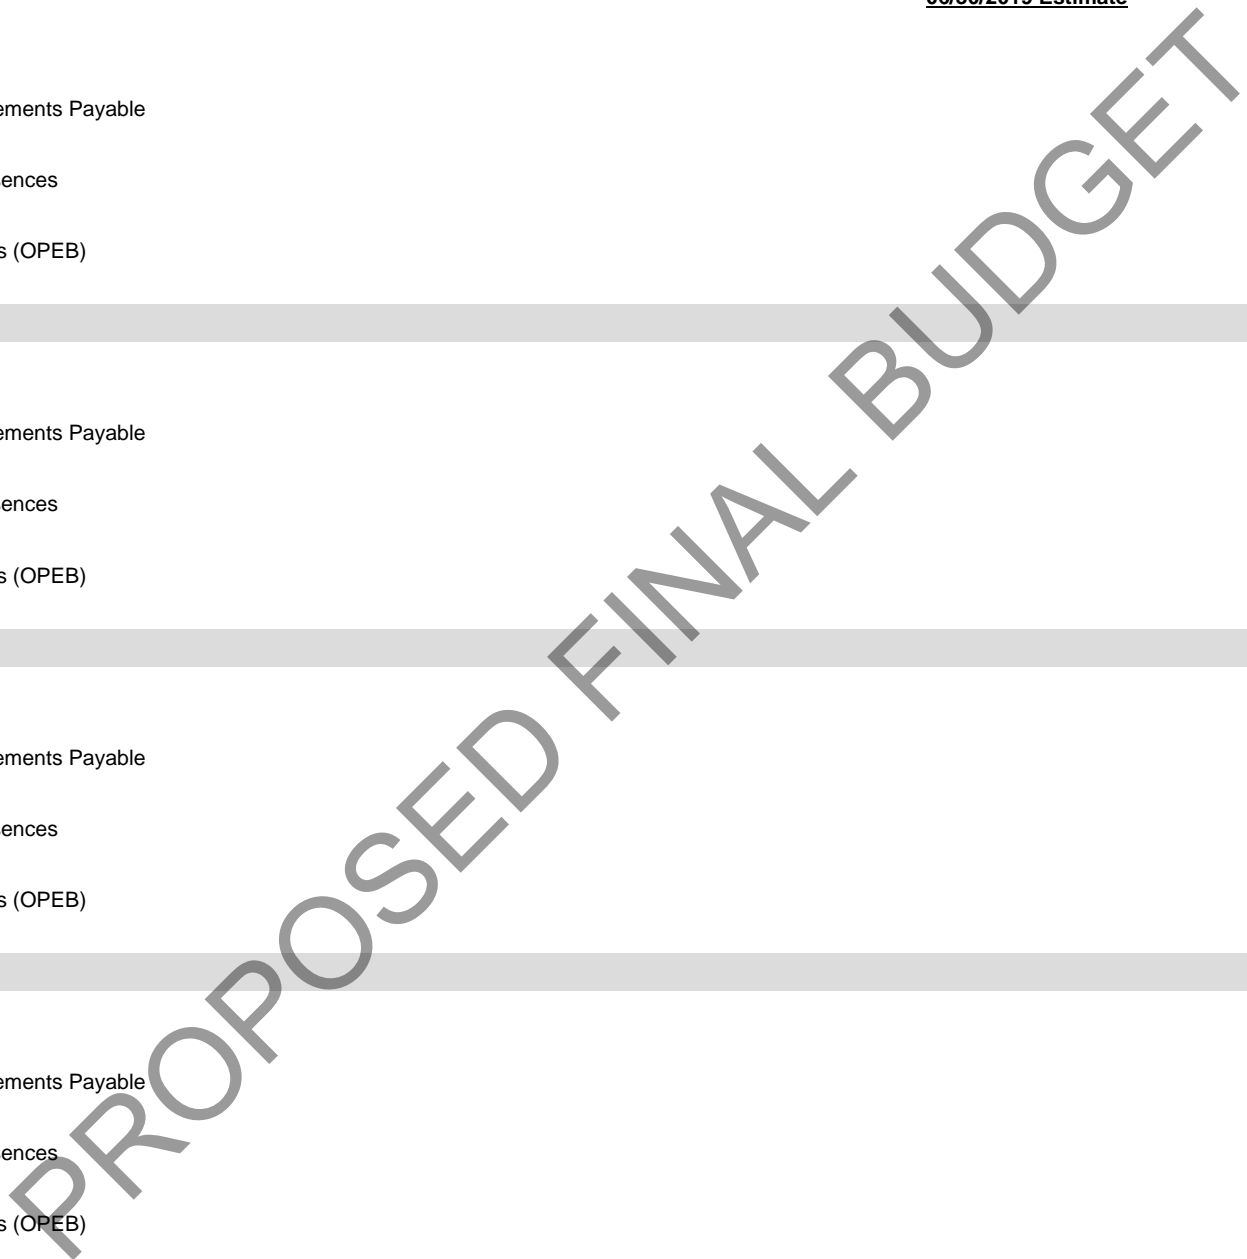 06/30/2019 Estimate
ements Payable
ences
s (OPEB)
ements Payable
ences
s (OPEB)
ements Payable
ences
s (OPEB)
ements Payable
ences
s (OPEB)
PROPOSED FINAL BUDGET